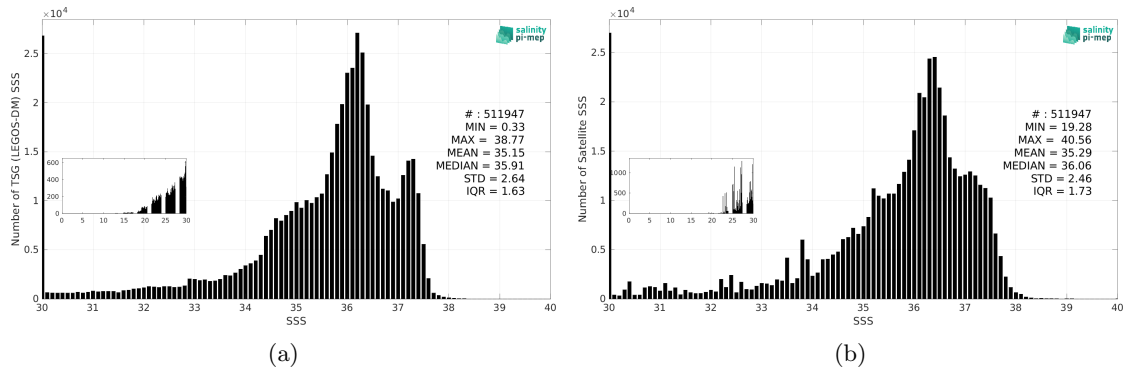 ×10⁴
salinity
pi-mep
Number of TSG (LEGOS-DM) SSS
2.5
2
1.5
1
0.5
0
# : 511947
MIN = 0.33
MAX = 38.77
MEAN = 35.15
MEDIAN = 35.91
STD = 2.64
IQR = 1.63
600
400
200
0
0 5 10 15 20 25 30
30 31 32 33 34 35 36 37 38 39 40
SSS
(a)
×10⁴
salinity
pi-mep
Number of Satellite SSS
2.5
2
1.5
1
0.5
0
# : 511947
MIN = 19.28
MAX = 40.56
MEAN = 35.29
MEDIAN = 36.06
STD = 2.46
IQR = 1.73
1000
500
0
0 5 10 15 20 25 30
30 31 32 33 34 35 36 37 38 39 40
SSS
(b)